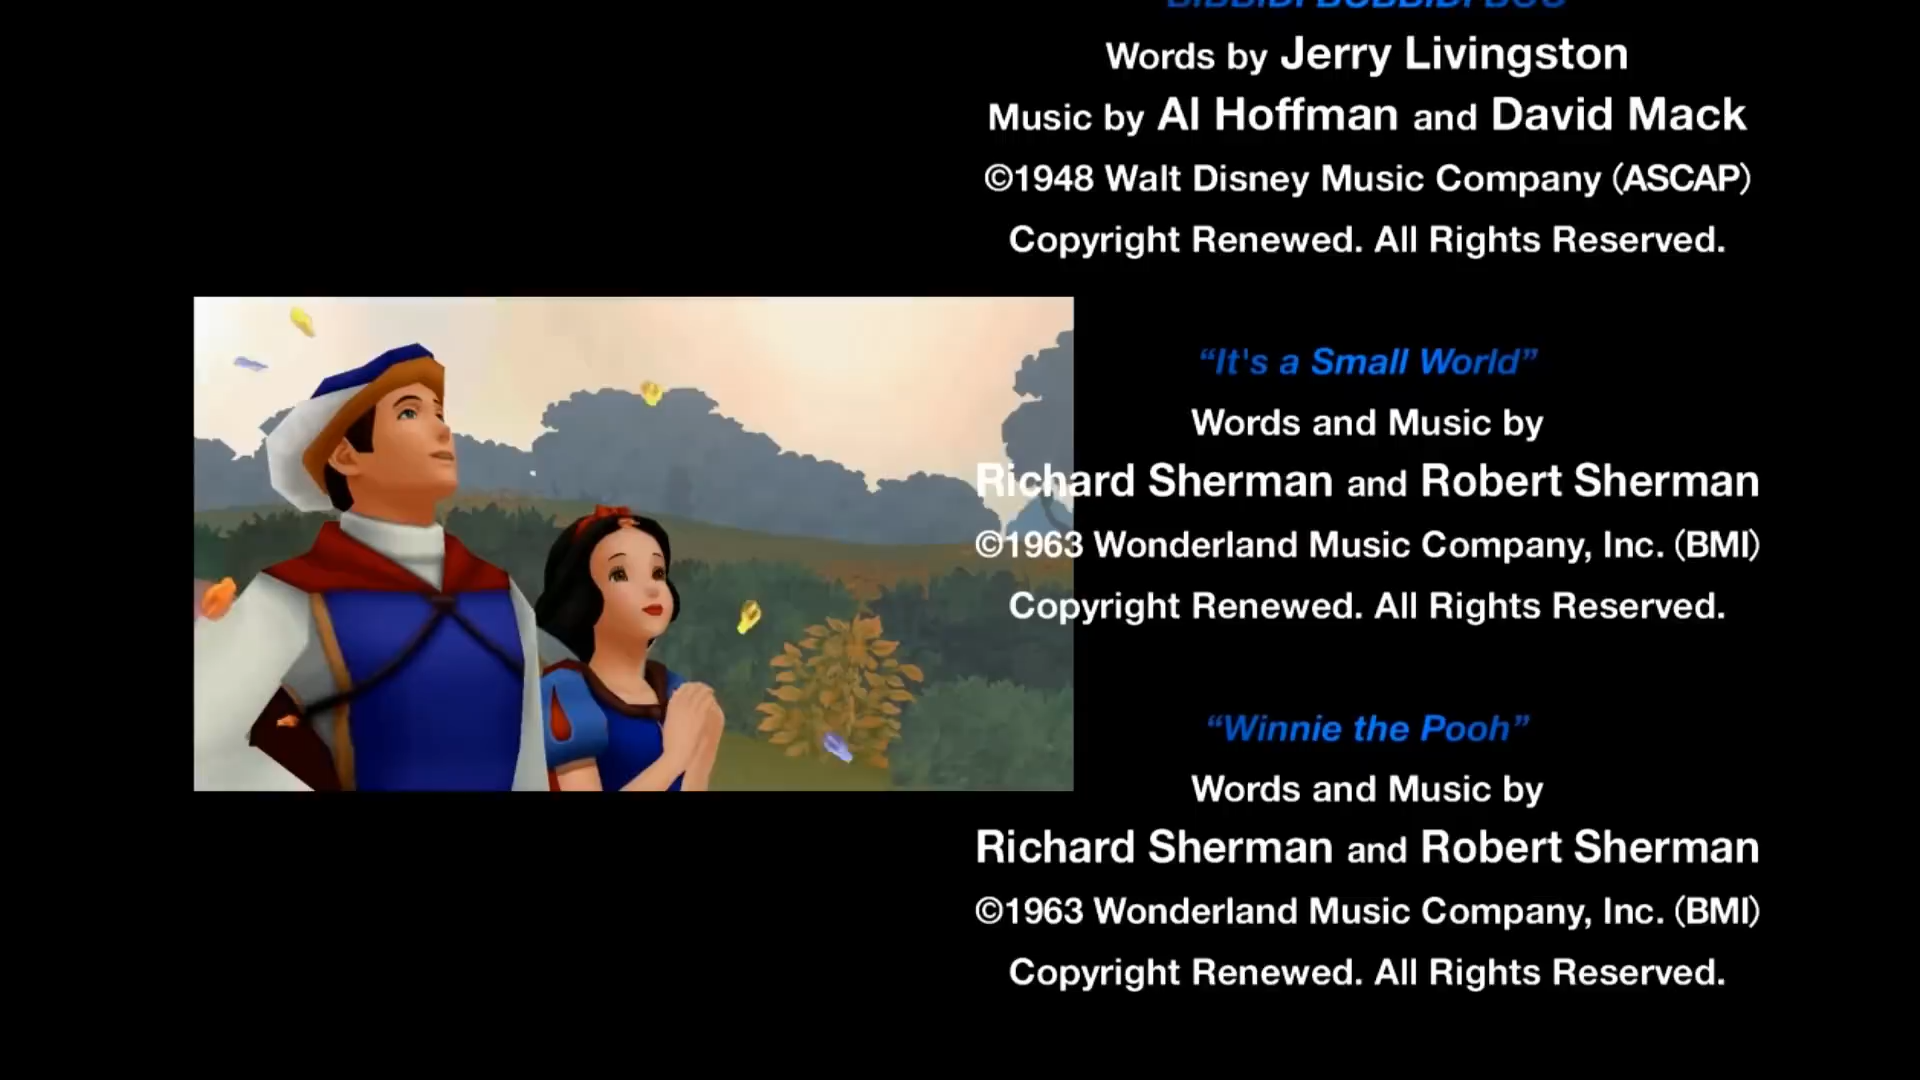 BIBBIDI BOBBIDI BOO
Words by Jerry Livingston
Music by Al Hoffman and David Mack
©1948 Walt Disney Music Company (ASCAP)
Copyright Renewed. All Rights Reserved.
“It's a Small World”
Words and Music by
Richard Sherman and Robert Sherman
©1963 Wonderland Music Company, Inc. (BMI)
Copyright Renewed. All Rights Reserved.
“Winnie the Pooh”
Words and Music by
Richard Sherman and Robert Sherman
©1963 Wonderland Music Company, Inc. (BMI)
Copyright Renewed. All Rights Reserved.